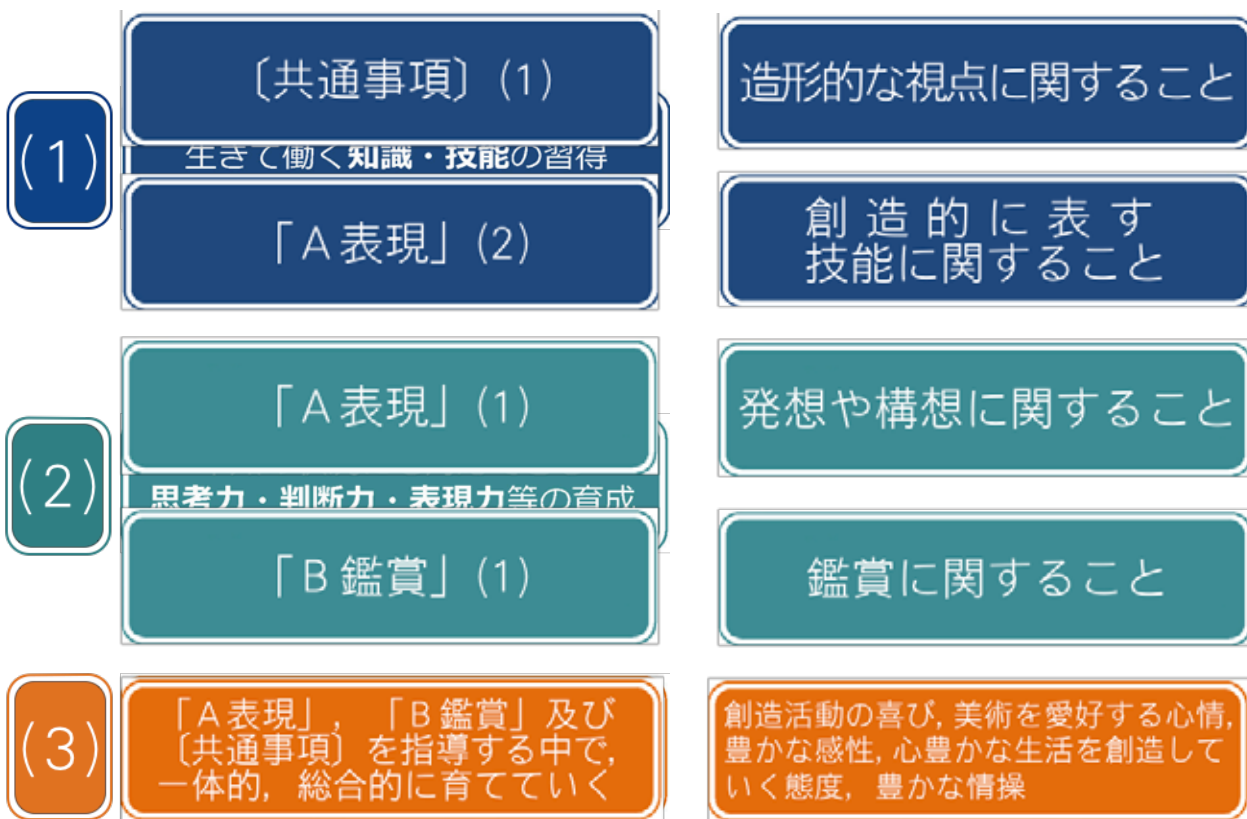 (1)
〔共通事項〕(1)
造形的な視点に関すること
生きて働く知識・技能の習得
「A表現」(2)
創造的に表す
技能に関すること
(2)
「A表現」(1)
発想や構想に関すること
思考力・判断力・表現力等の育成
「B鑑賞」(1)
鑑賞に関すること
(3)
「A表現」，「B鑑賞」及び
〔共通事項〕を指導する中で，
一体的，総合的に育てていく
創造活動の喜び，美術を愛好する心情，
豊かな感性，心豊かな生活を創造して
いく態度，豊かな情操